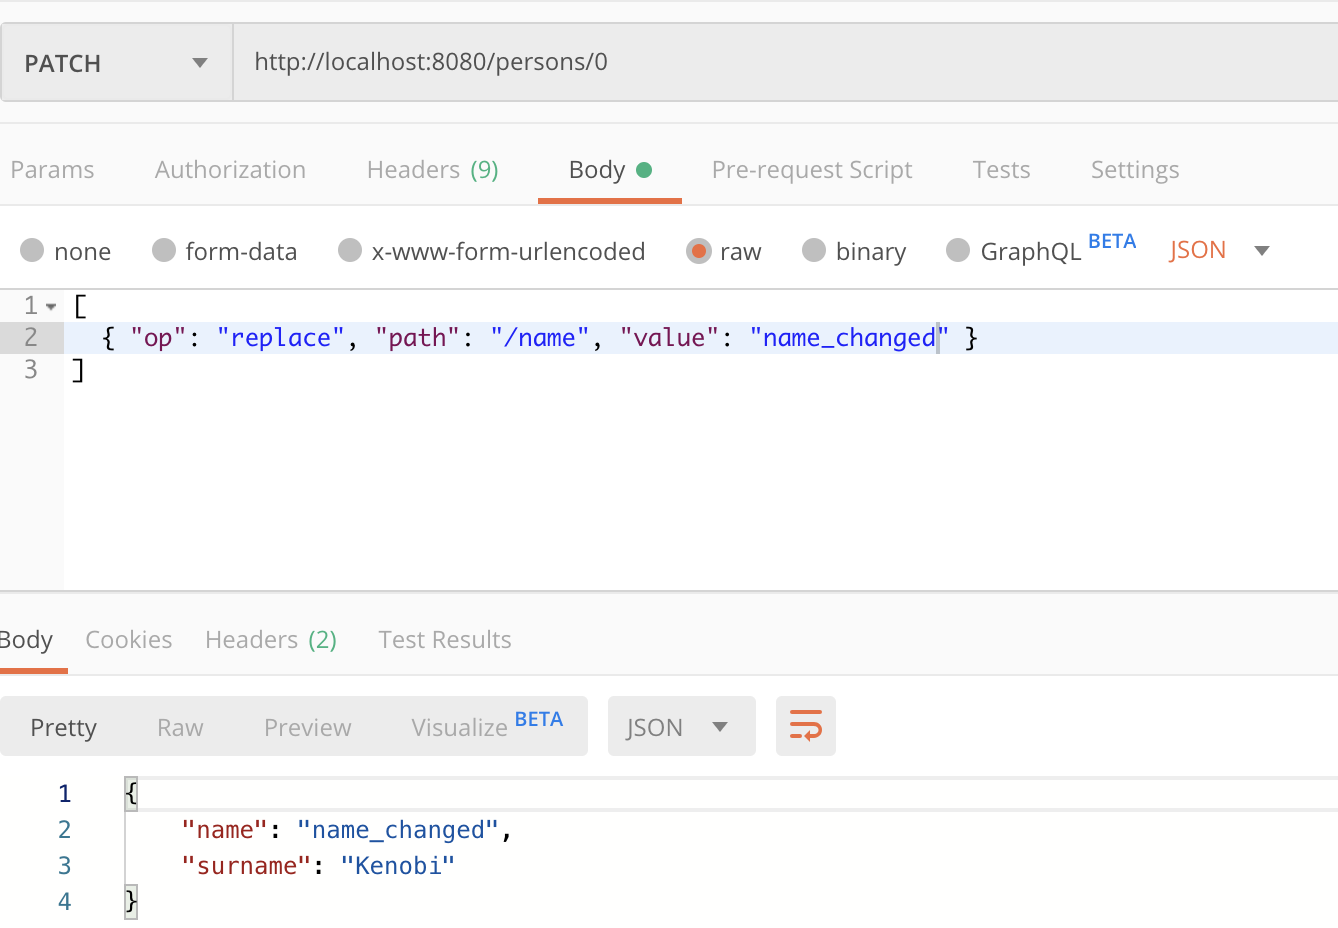 PATCH http://localhost:8080/persons/0
Params Authorization Headers (9) Body Pre-request Script Tests Settings
none form-data x-www-form-urlencoded raw binary GraphQL BETA JSON
1 [
2 { "op": "replace", "path": "/name", "value": "name_changed" }
3 ]
Body Cookies Headers (2) Test Results
Pretty Raw Preview Visualize BETA JSON
1 {
2 "name": "name_changed",
3 "surname": "Kenobi"
4 }